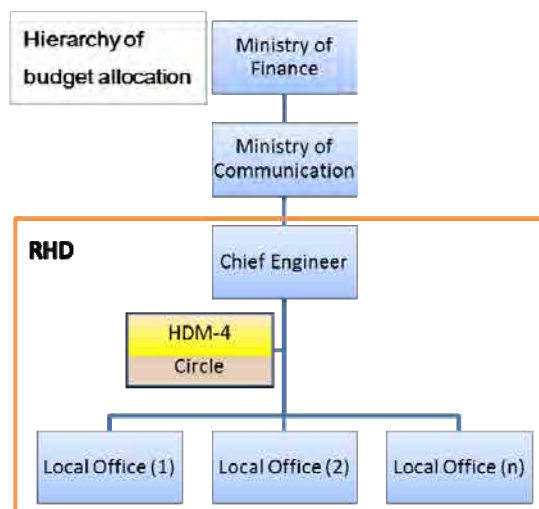 Hierarchy of
budget allocation
Ministry of
Finance
Ministry of
Communication
RHD
Chief Engineer
HDM-4
Circle
Local Office (1)
Local Office (2)
Local Office (n)